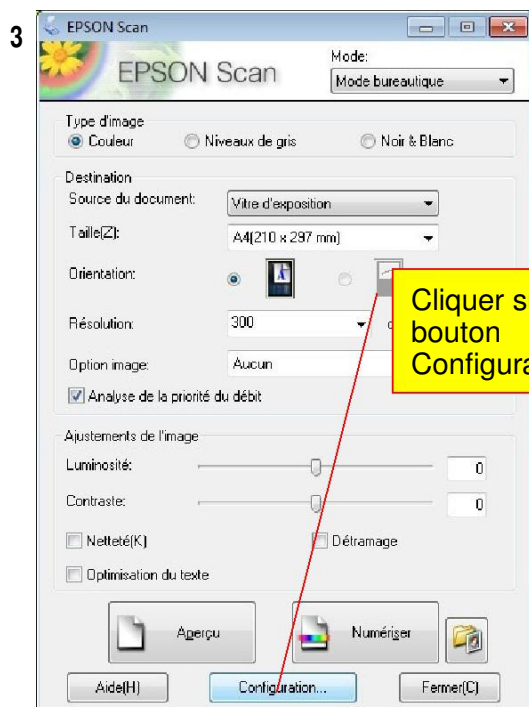 3
EPSON Scan
EPSON Scan
Mode:
Mode bureautique
Type d'image
Couleur Niveaux de gris Noir & Blanc
Destination
Source du document: Vitre d'exposition
Taille(Z): A4(210 x 297 mm)
Orientation:
Résolution: 300
Option image: Aucun
Analyse de la priorité du débit
Cliquer s
bouton
Configura
Ajustements de l'image
Luminosité: 0
Contraste: 0
Netteté(K) Détramage
Optimisation du texte
Aperçu Numériser
Aide(H) Configuration... Fermer(C)